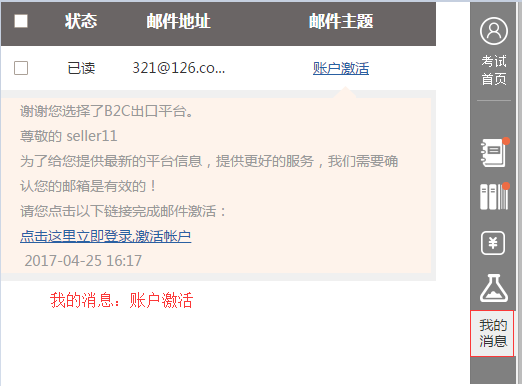 状态 邮件地址 邮件主题
已读 321@126.co... 账户激活
谢谢您选择了B2C出口平台。
尊敬的 seller11
为了给您提供最新的平台信息，提供更好的服务，我们需要确
认您的邮箱是有效的！
请您点击以下链接完成邮件激活：
点击这里立即登录,激活帐户
2017-04-25 16:17
我的消息：账户激活
考试
首页
我的
消息